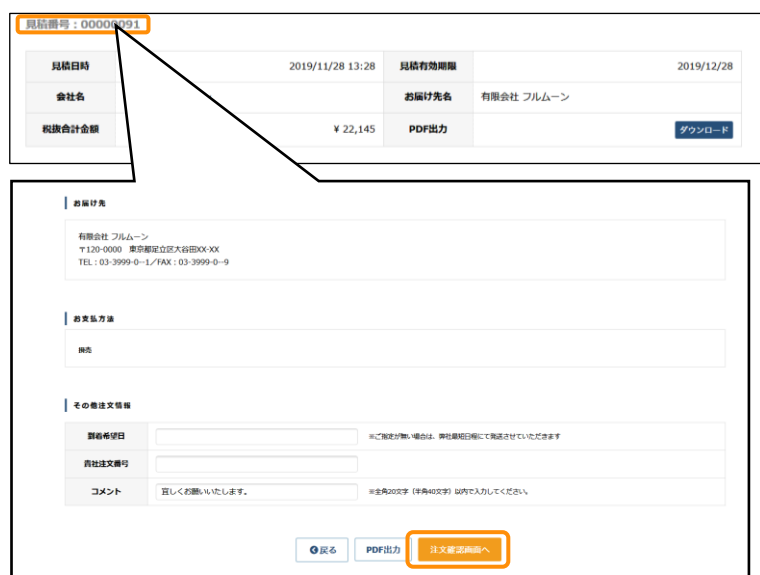 見積番号：00000091
見積日時 2019/11/28 13:28 見積有効期限 2019/12/28
会社名 お届け先名 有限会社 フルムーン
税抜合計金額 ¥ 22,145 PDF出力 ダウンロード
お届け先
有限会社 フルムーン
〒120-0000 東京都足立区大谷田XX-XX
TEL：03-3999-0--1／FAX：03-3999-0--9
お支払方法
掛売
その他注文情報
到着希望日 ※ご指定が無い場合は、弊社最短日程にて発送させていただきます
貴社注文番号
コメント 宜しくお願いいたします。 ※全角20文字（半角40文字）以内で入力してください。
戻る PDF出力 注文確認画面へ